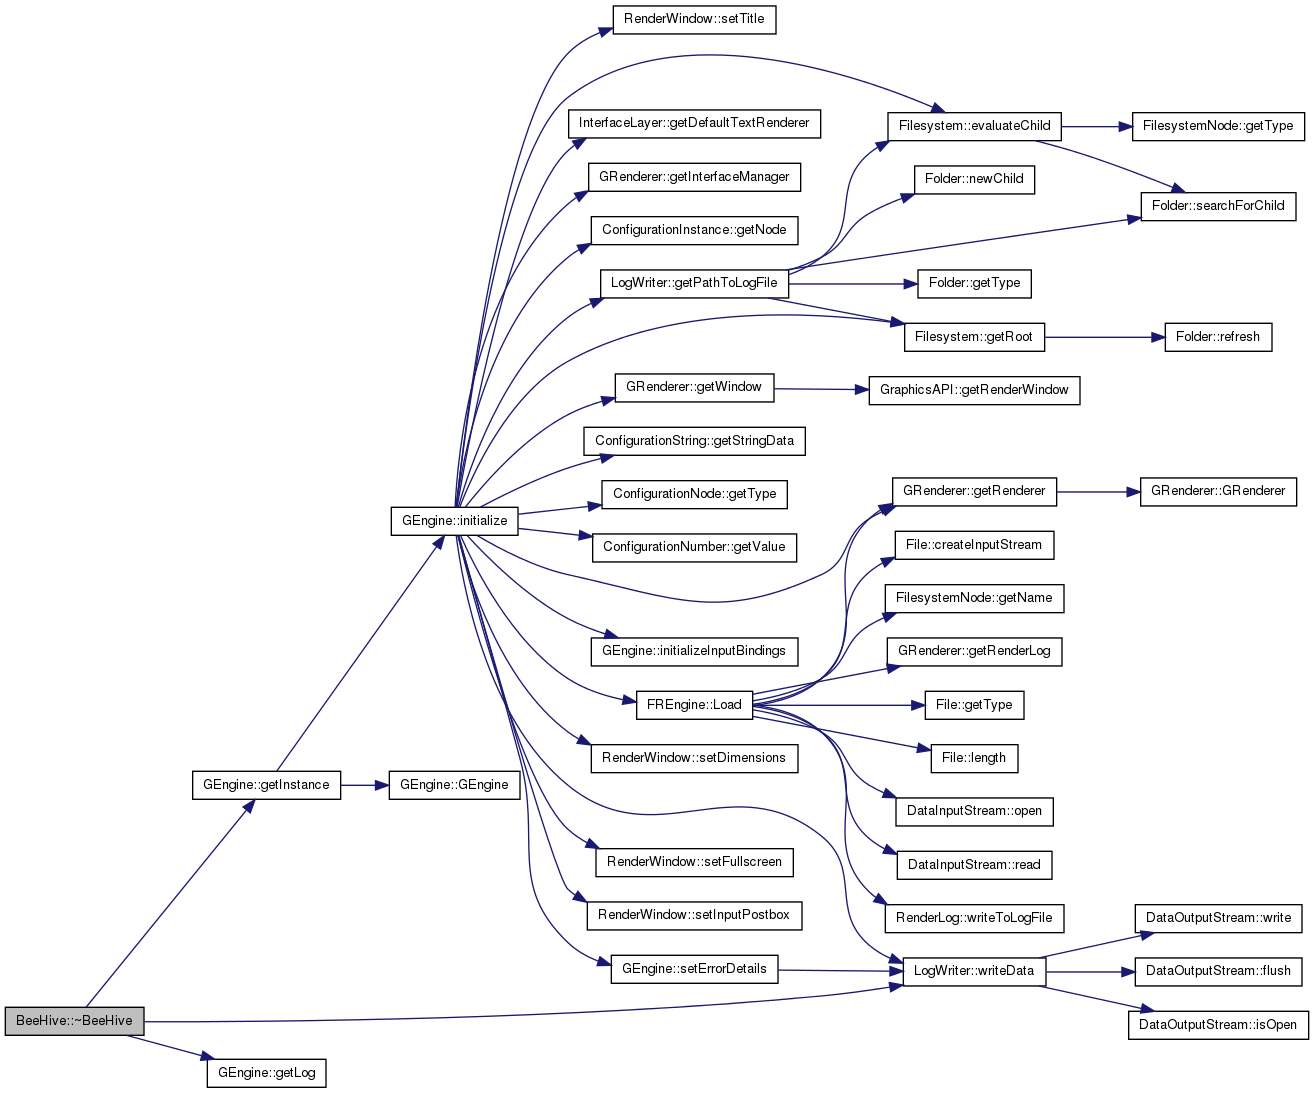 RenderWindow::setTitle
InterfaceLayer::getDefaultTextRenderer
Filesystem::evaluateChild
FilesystemNode::getType
GRenderer::getInterfaceManager
Folder::newChild
Folder::searchForChild
ConfigurationInstance::getNode
LogWriter::getPathToLogFile
Folder::getType
Filesystem::getRoot
Folder::refresh
GRenderer::getWindow
GraphicsAPI::getRenderWindow
ConfigurationString::getStringData
ConfigurationNode::getType
GRenderer::getRenderer
GRenderer::GRenderer
GEngine::initialize
ConfigurationNumber::getValue
File::createInputStream
FilesystemNode::getName
GEngine::initializeInputBindings
GRenderer::getRenderLog
FREngine::Load
File::getType
RenderWindow::setDimensions
File::length
GEngine::getInstance
GEngine::GEngine
DataInputStream::open
RenderWindow::setFullscreen
DataInputStream::read
RenderWindow::setInputPostbox
RenderLog::writeToLogFile
DataOutputStream::write
GEngine::setErrorDetails
LogWriter::writeData
DataOutputStream::flush
BeeHive::~BeeHive
DataOutputStream::isOpen
GEngine::getLog